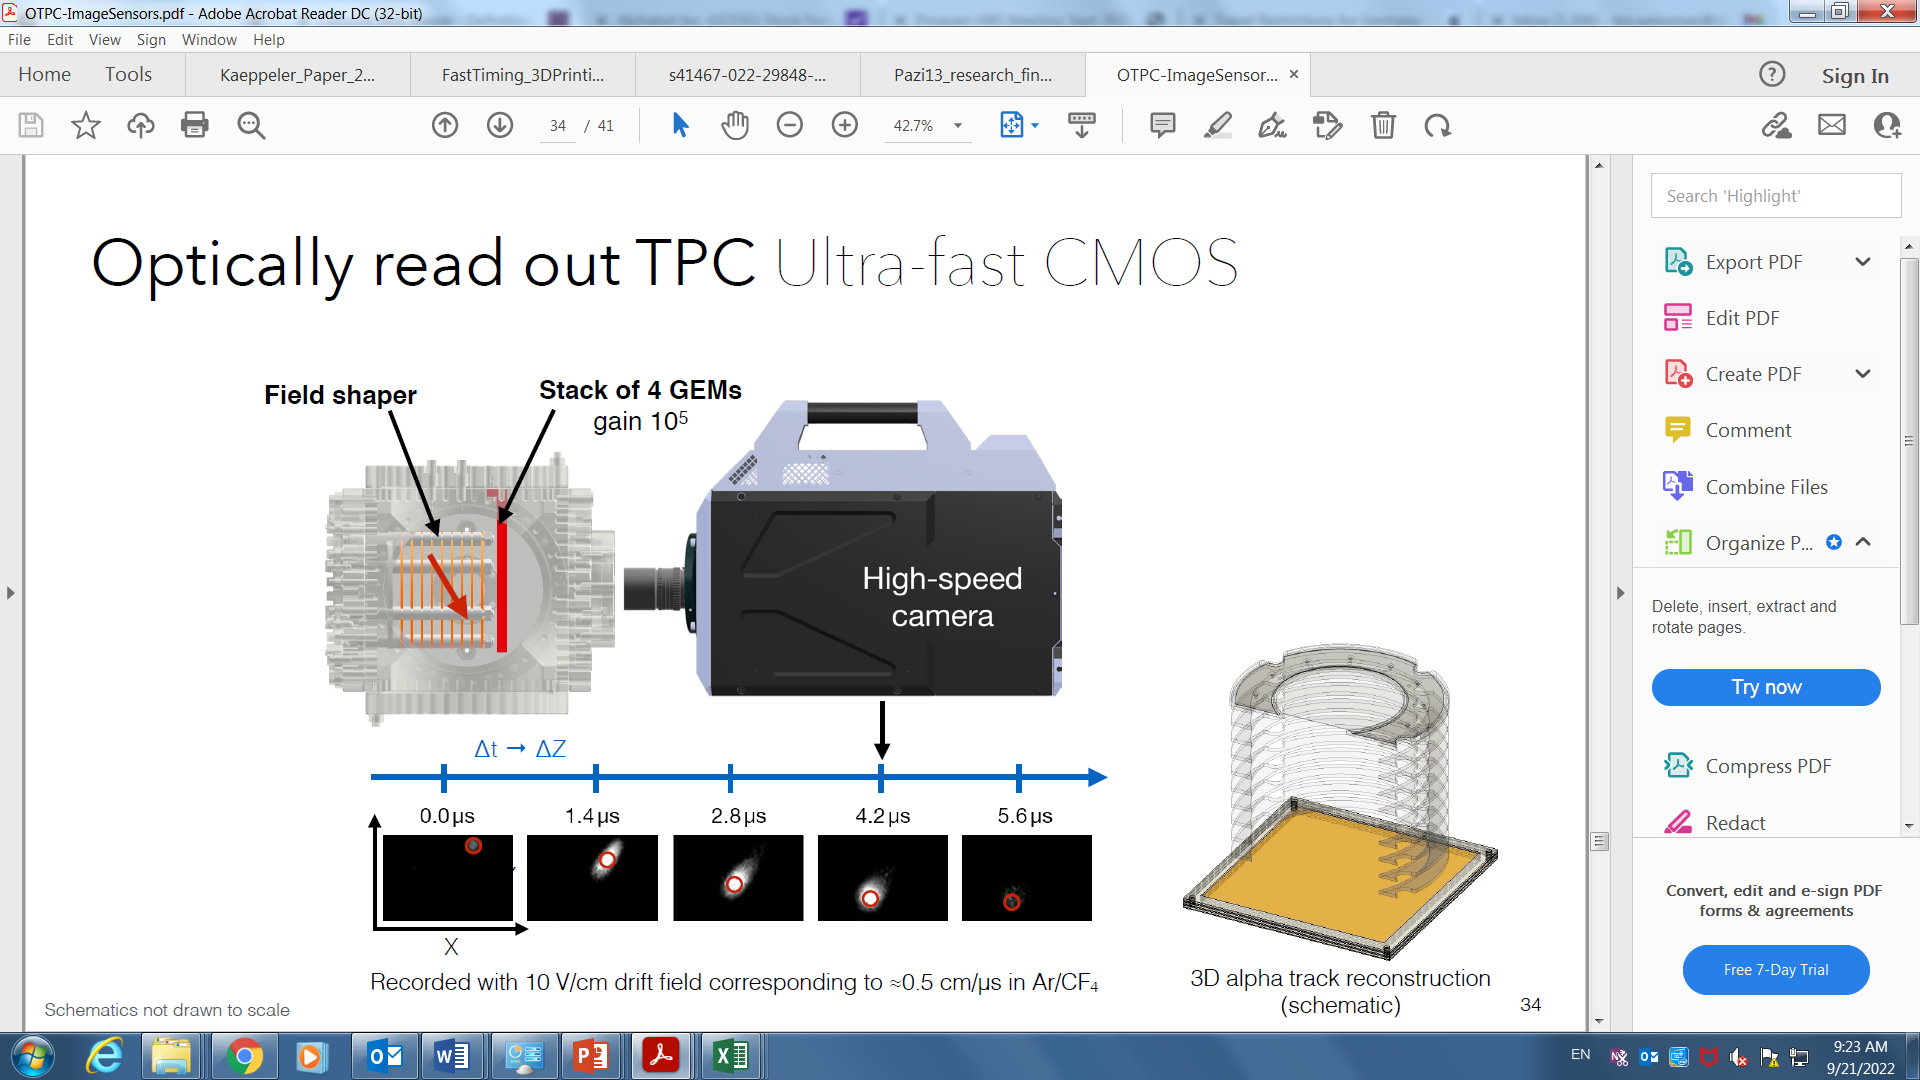 OTPC-ImageSensors.pdf - Adobe Acrobat Reader DC (32-bit)
File Edit View Sign Window Help
Home Tools Kaeppeler_Paper_2... FastTiming_3DPrinti... s41467-022-29848-... Pazi13_research_fin... OTPC-ImageSensor... × Sign In
34 / 41 42.7%
Optically read out TPC Ultra-fast CMOS
Field shaper
Stack of 4 GEMs
gain 10⁵
High-speed
camera
Δt → ΔZ
0.0 µs 1.4 µs 2.8 µs 4.2 µs 5.6 µs
X
Recorded with 10 V/cm drift field corresponding to ≈0.5 cm/µs in Ar/CF₄
3D alpha track reconstruction
(schematic)
Schematics not drawn to scale
34
Search 'Highlight'
Export PDF
Edit PDF
Create PDF
Comment
Combine Files
Organize P...
Delete, insert, extract and
rotate pages.
Try now
Compress PDF
Redact
Convert, edit and e-sign PDF
forms & agreements
Free 7-Day Trial
EN
9:23 AM
9/21/2022